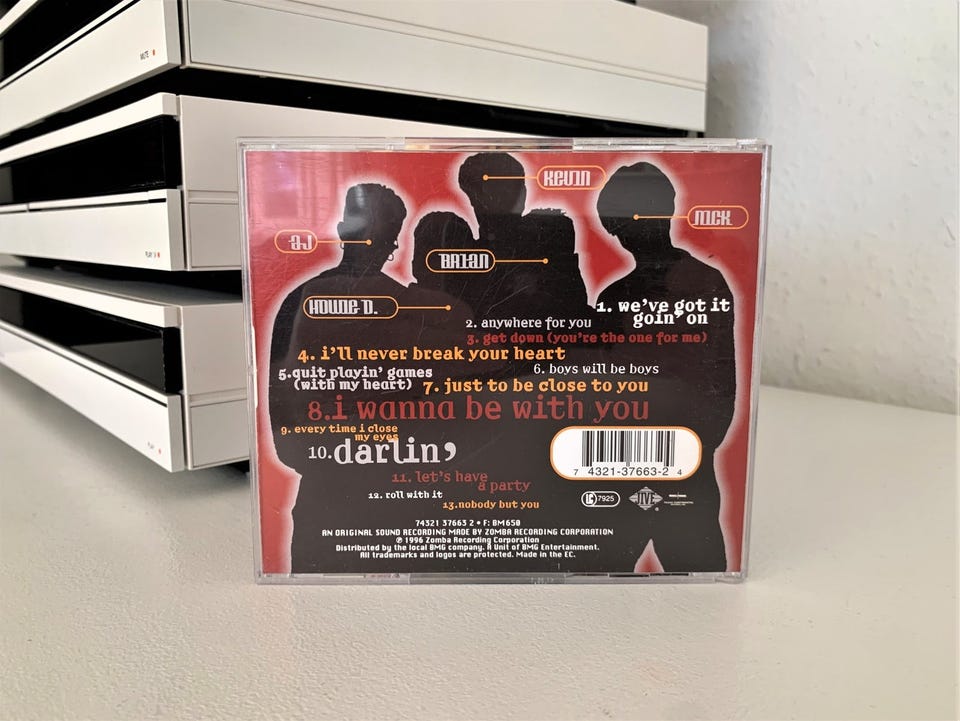 MUTE
PLAY
PLAY
KEVIN
NICK
AJ
BRIAN
HOWIE D.
1. we've got it
goin' on
2. anywhere for you
3. get down (you're the one for me)
4. i'll never break your heart
5.quit playin' games
(with my heart)
6. boys will be boys
7. just to be close to you
8.i wanna be with you
9. every time i close
my eyes
10.darlin'
11. let's have
a party
12. roll with it
13.nobody but you
7 4321-37663-2 4
LC 7925
JIVE
74321 37663 2 • F: BM650
AN ORIGINAL SOUND RECORDING MADE BY ZOMBA RECORDING CORPORATION
℗ 1996 Zomba Recording Corporation
Distributed by the local BMG company. A Unit of BMG Entertainment.
All trademarks and logos are protected. Made in the EC.